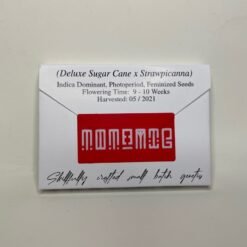 (Deluxe Sugar Cane x Strawpicanna)
Indica Dominant, Photoperiod, Feminized Seeds
Flowering Time: 9 - 10 Weeks
Harvested: 05 / 2021
Skillfully crafted small batch genetics